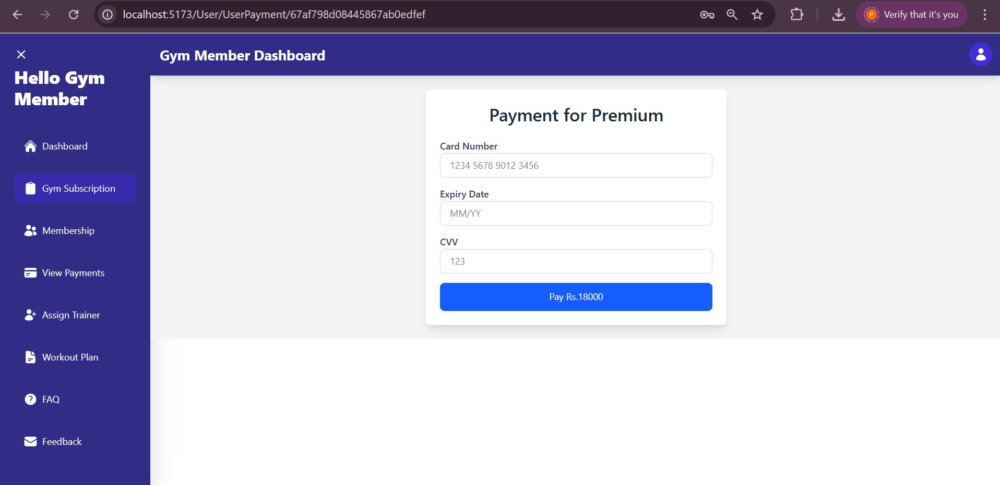 localhost:5173/User/UserPayment/67af798d08445867ab0edfef
P
Verify that it's you
Hello Gym
Member
Dashboard
Gym Subscription
Membership
View Payments
Assign Trainer
Workout Plan
FAQ
Feedback
Gym Member Dashboard
Payment for Premium
Card Number
1234 5678 9012 3456
Expiry Date
MM/YY
CVV
123
Pay Rs.18000